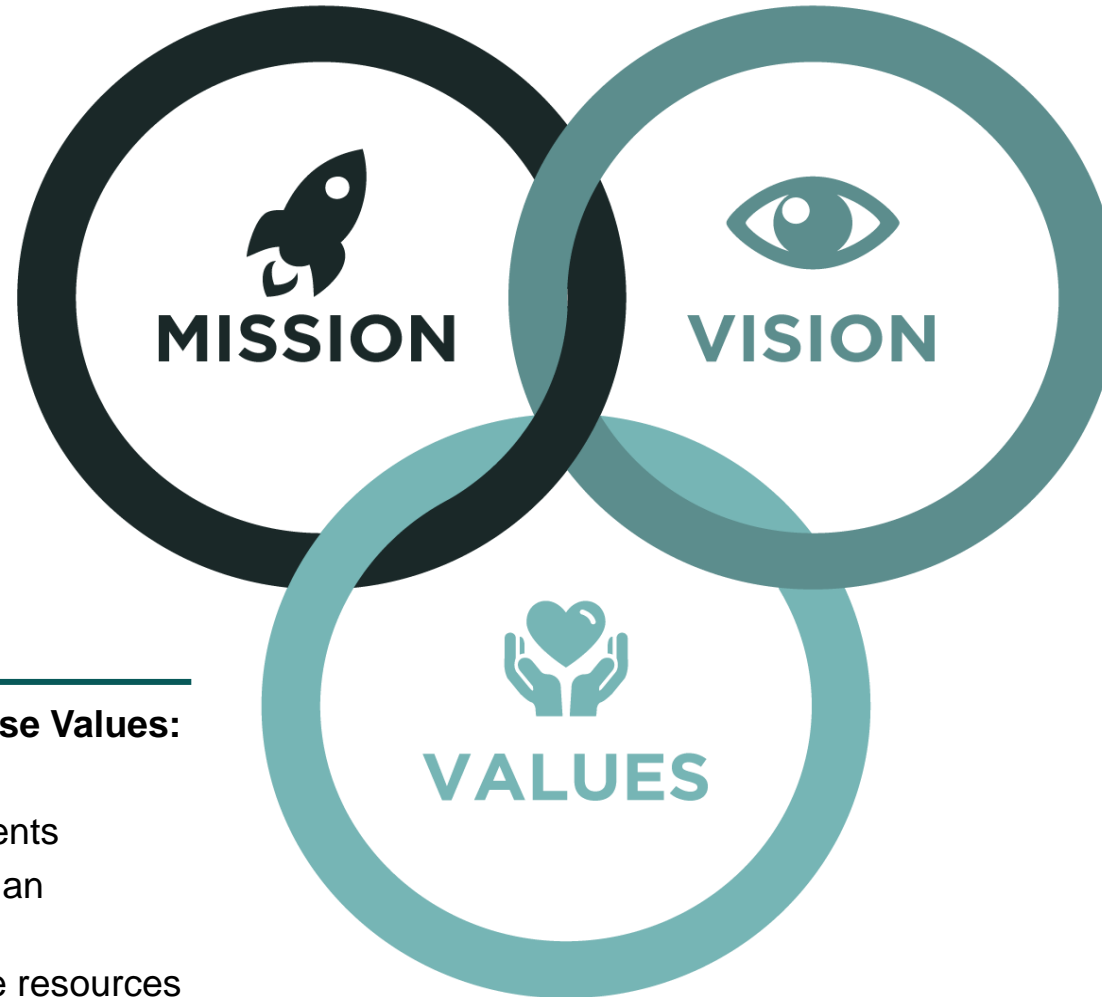 MISSION
VISION
se Values:
VALUES
ents
an
e resources